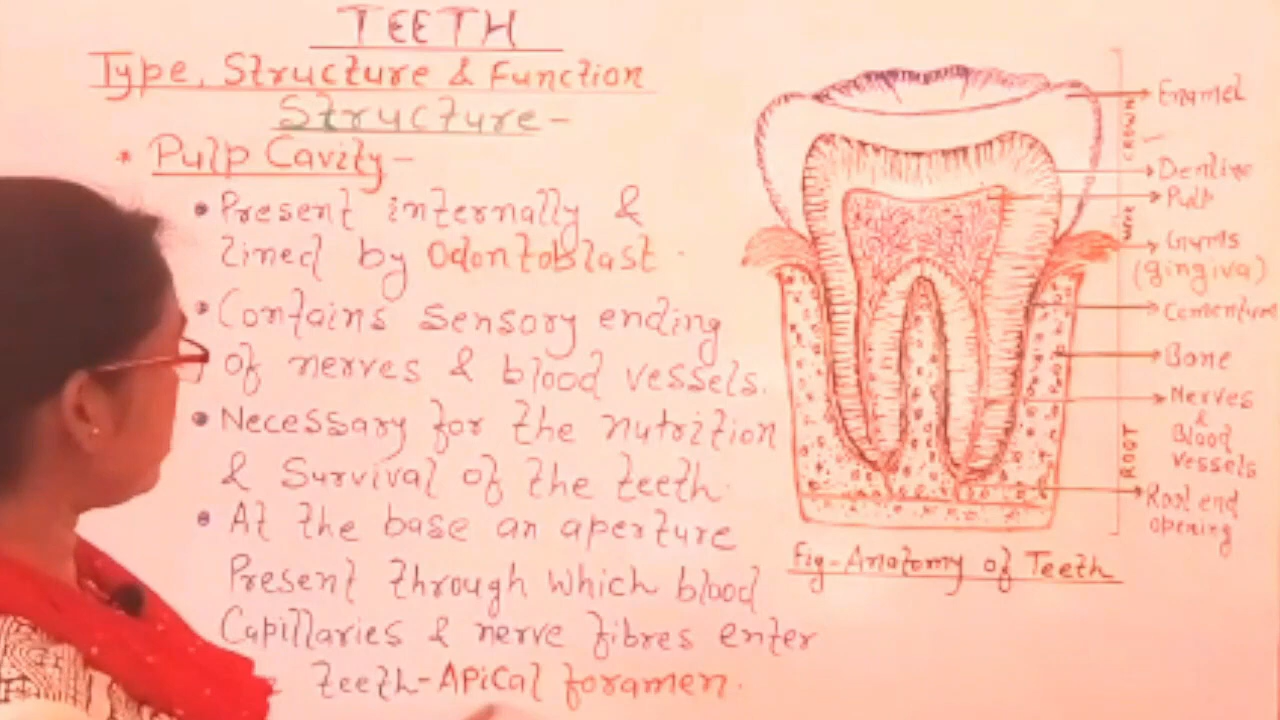 TEETH
Type, Structure & Function
Structure -
* Pulp Cavity -
• Present internally &
lined by Odontoblast.
• Contains sensory ending
of nerves & blood vessels.
• Necessary for the nutrition
& Survival of the teeth.
• At the base an aperture
Present through which blood
Capillaries & nerve fibres enter
teeth - Apical foramen.
Enamel
CROWN
Dentine
Pulp
Gums
(gingiva)
Cementum
Bone
Nerves
&
Blood
vessels
ROOT
Root end
opening
Fig - Anatomy of Teeth